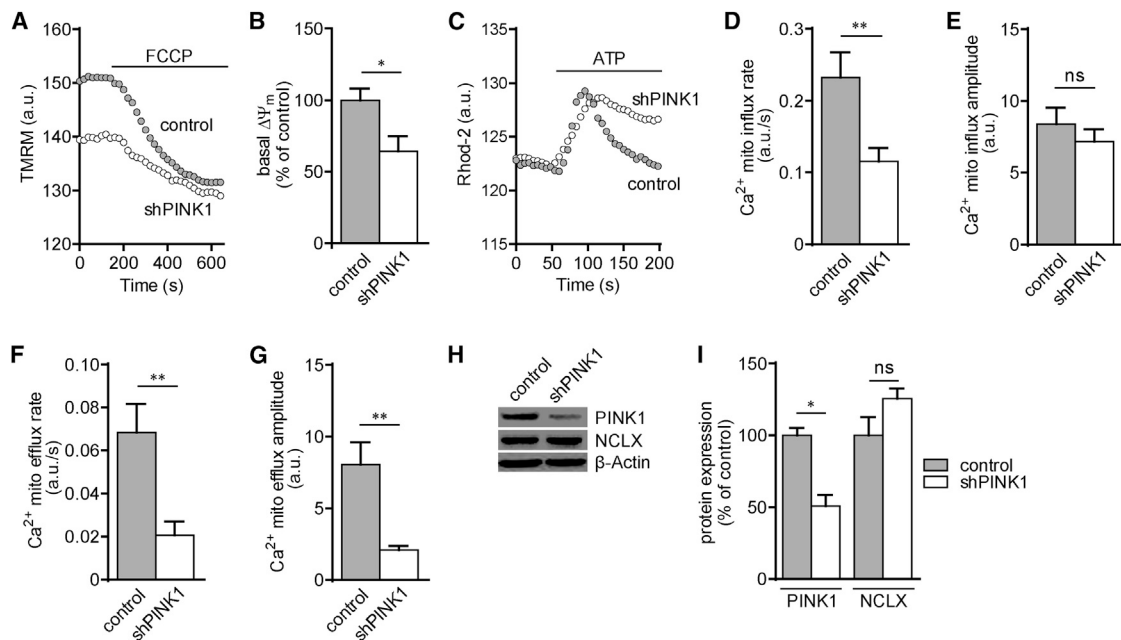 A
160
150
140
130
120
TMRM (a.u.)
FCCP
control
shPINK1
0 200 400 600
Time (s)
B
150
100
50
0
basal ΔΨm
(% of control)
*
control
shPINK1
C
135
130
125
120
115
Rhod-2 (a.u.)
ATP
shPINK1
control
0 50 100 150 200
Time (s)
D
0.3
0.2
0.1
0
Ca2+ mito influx rate
(a.u./s)
**
control
shPINK1
E
15
10
5
0
Ca2+ mito influx amplitude
(a.u.)
ns
control
shPINK1
F
0.10
0.08
0.06
0.04
0.02
0
Ca2+ mito efflux rate
(a.u./s)
**
control
shPINK1
G
15
10
5
0
Ca2+ mito efflux amplitude
(a.u.)
**
control
shPINK1
H
control
shPINK1
PINK1
NCLX
β-Actin
I
150
100
50
0
protein expression
(% of control)
*
ns
control
shPINK1
PINK1 NCLX